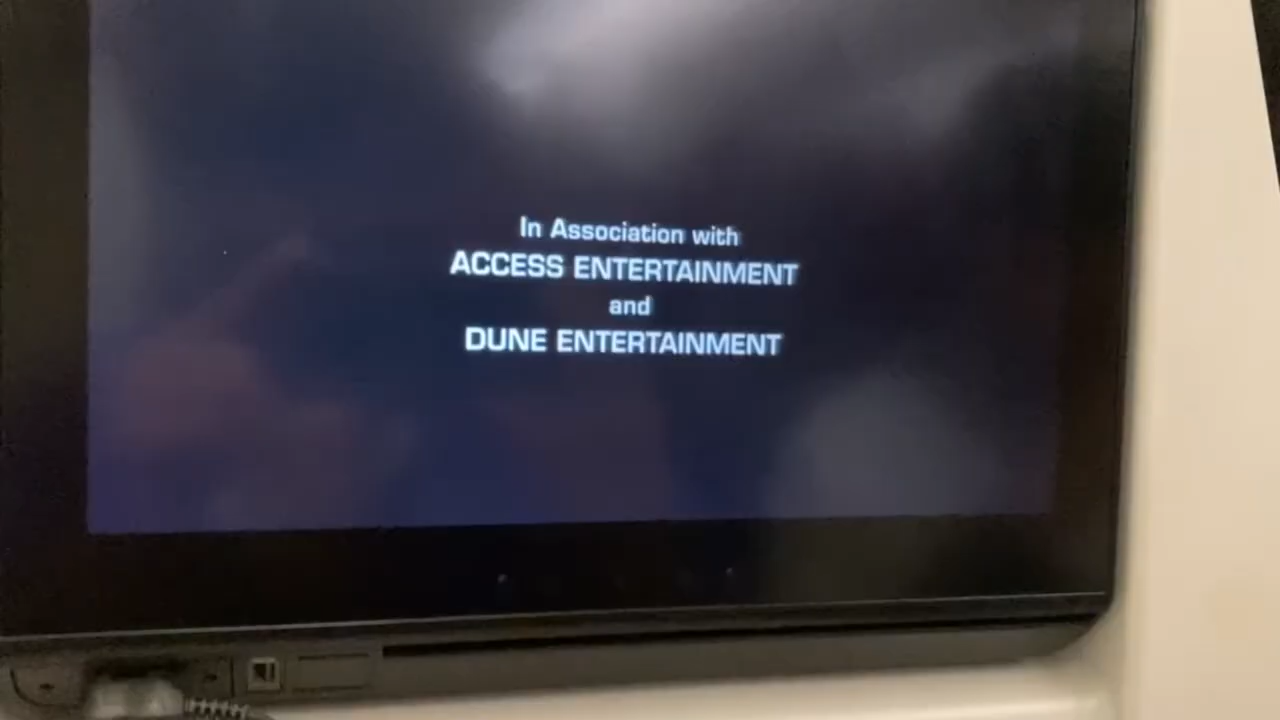 In Association with
ACCESS ENTERTAINMENT
and
DUNE ENTERTAINMENT